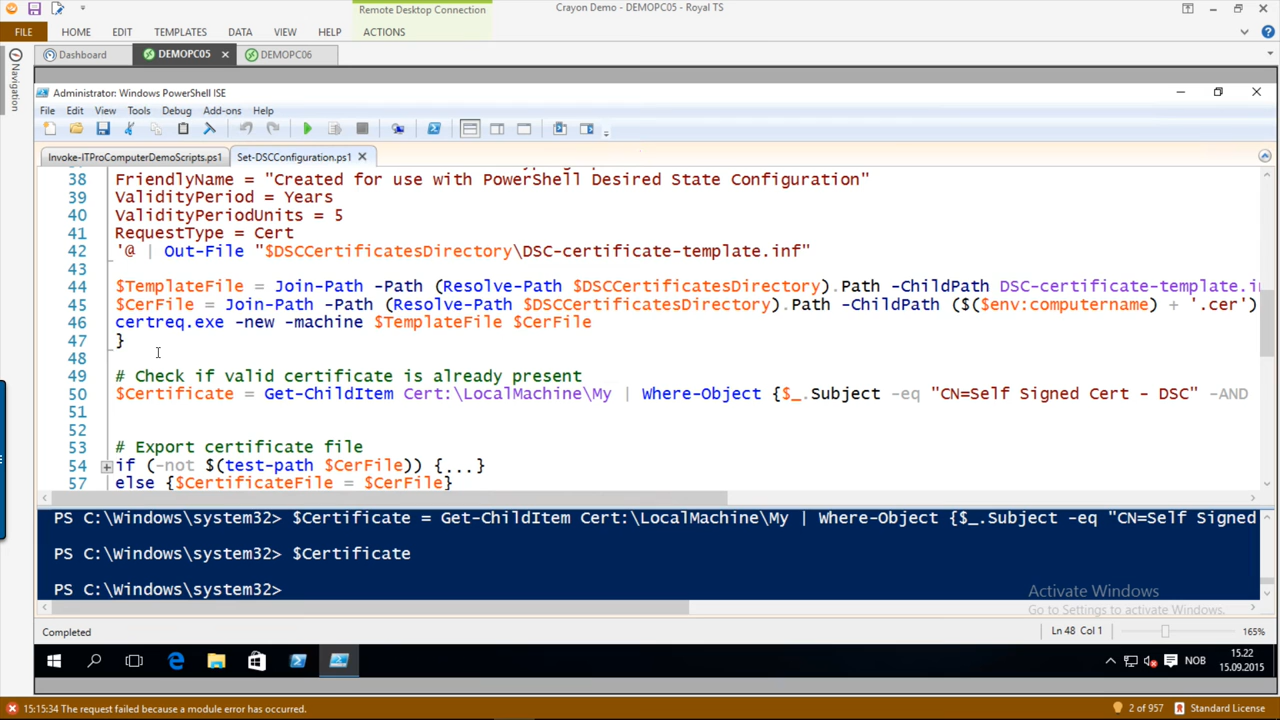 Remote Desktop Connection
Crayon Demo - DEMOPC05 - Royal TS
FILE HOME EDIT TEMPLATES DATA VIEW HELP ACTIONS
Dashboard DEMOPC05 DEMOPC06
Navigation
Administrator: Windows PowerShell ISE
File Edit View Tools Debug Add-ons Help
Invoke-ITProComputerDemoScripts.ps1 Set-DSCConfiguration.ps1
38 FriendlyName = "Created for use with PowerShell Desired State Configuration"
39 ValidityPeriod = Years
40 ValidityPeriodUnits = 5
41 RequestType = Cert
42 '@ | Out-File "$DSCCertificatesDirectory\DSC-certificate-template.inf"
43
44 $TemplateFile = Join-Path -Path (Resolve-Path $DSCCertificatesDirectory).Path -ChildPath DSC-certificate-template.in
45 $CerFile = Join-Path -Path (Resolve-Path $DSCCertificatesDirectory).Path -ChildPath ($($env:computername) + '.cer')
46 certreq.exe -new -machine $TemplateFile $CerFile
47 }
48
49 # Check if valid certificate is already present
50 $Certificate = Get-ChildItem Cert:\LocalMachine\My | Where-Object {$_.Subject -eq "CN=Self Signed Cert - DSC" -AND
51
52
53 # Export certificate file
54 if (-not $(test-path $CerFile)) {...}
57 else {$CertificateFile = $CerFile}
PS C:\Windows\system32> $Certificate = Get-ChildItem Cert:\LocalMachine\My | Where-Object {$_.Subject -eq "CN=Self Signed
PS C:\Windows\system32> $Certificate
PS C:\Windows\system32>
Activate Windows
Go to Settings to activate Windows.
Completed Ln 48 Col 1 165%
NOB 15.22
15.09.2015
15:15:34 The request failed because a module error has occurred. 2 of 957 Standard License